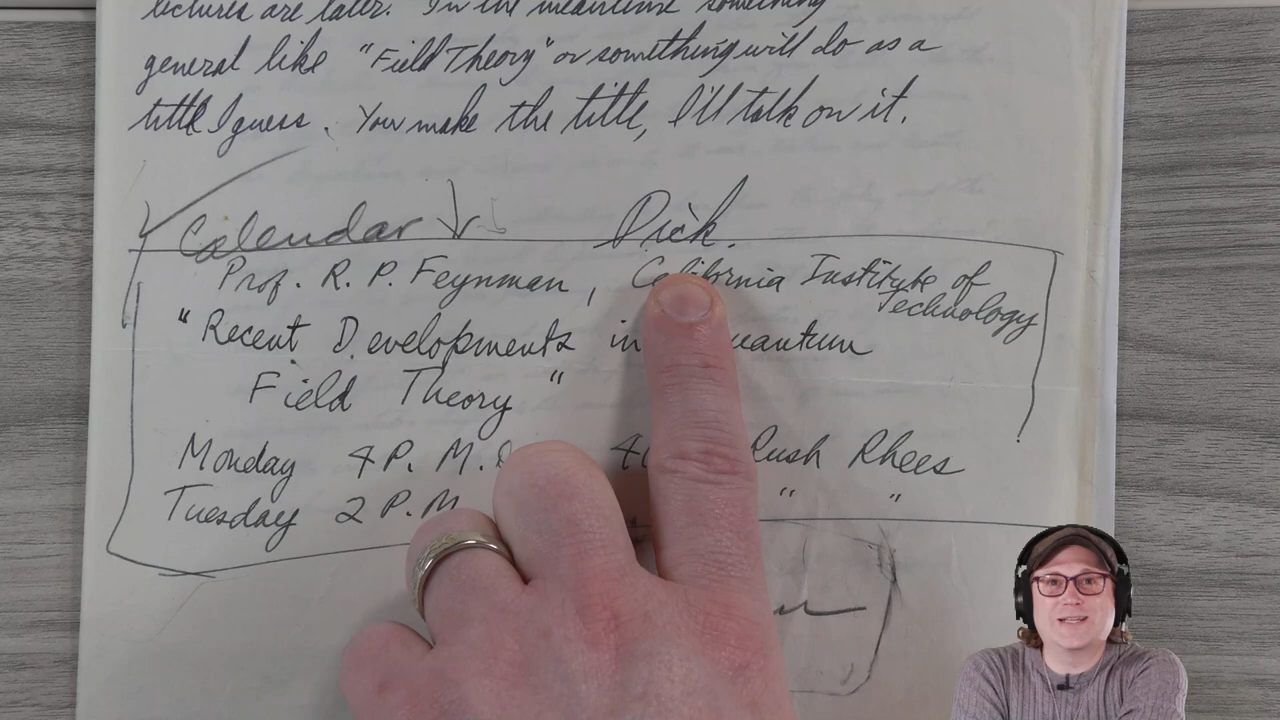 lectures are later. In the meantime something
general like "Field Theory" or something will do as a
little I guess. You make the title, I'll talk on it.
Calendar
Dick.
Prof. R. P. Feynman, California Institute of
Technology
"Recent Developments in uantum
Field Theory"
Monday 4 P. M. Rush Rhees
Tuesday 2 P.M. " "